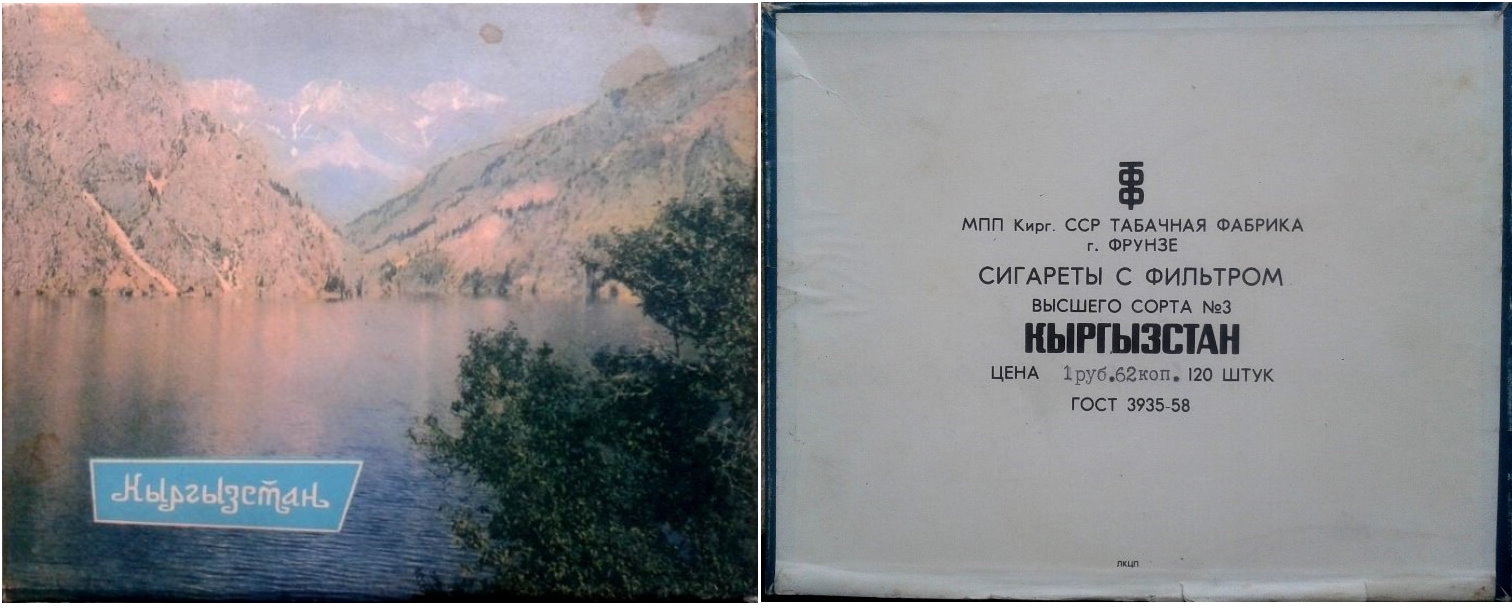 Кыргызстан
ТФ
МПП Кирг. ССР ТАБАЧНАЯ ФАБРИКА
г. ФРУНЗЕ
СИГАРЕТЫ С ФИЛЬТРОМ
ВЫСШЕГО СОРТА №3
КЫРГЫЗСТАН
ЦЕНА 1руб.62коп. 120 ШТУК
ГОСТ 3935-58
ЛКЦП